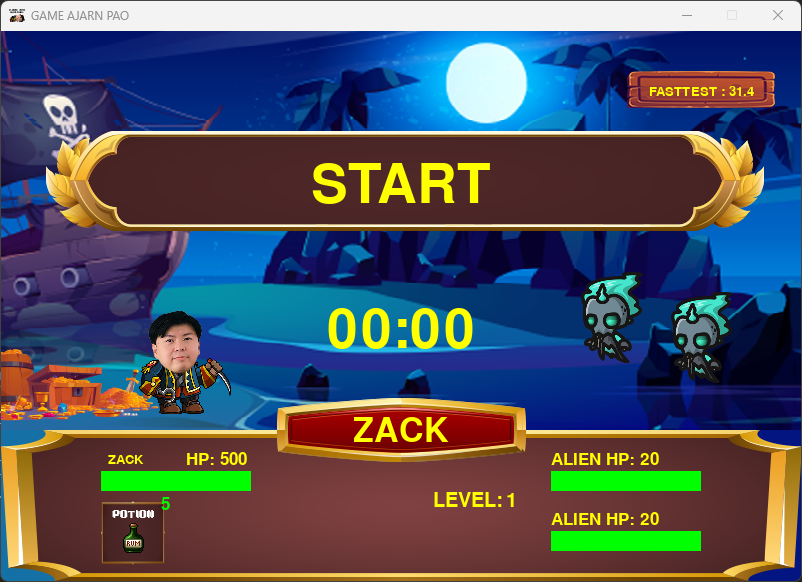 GAME AJARN PAO
FASTTEST : 31.4
START
00:00
ZACK
ZACK HP: 500
ALIEN HP: 20
5
POTION
RUM
LEVEL: 1
ALIEN HP: 20